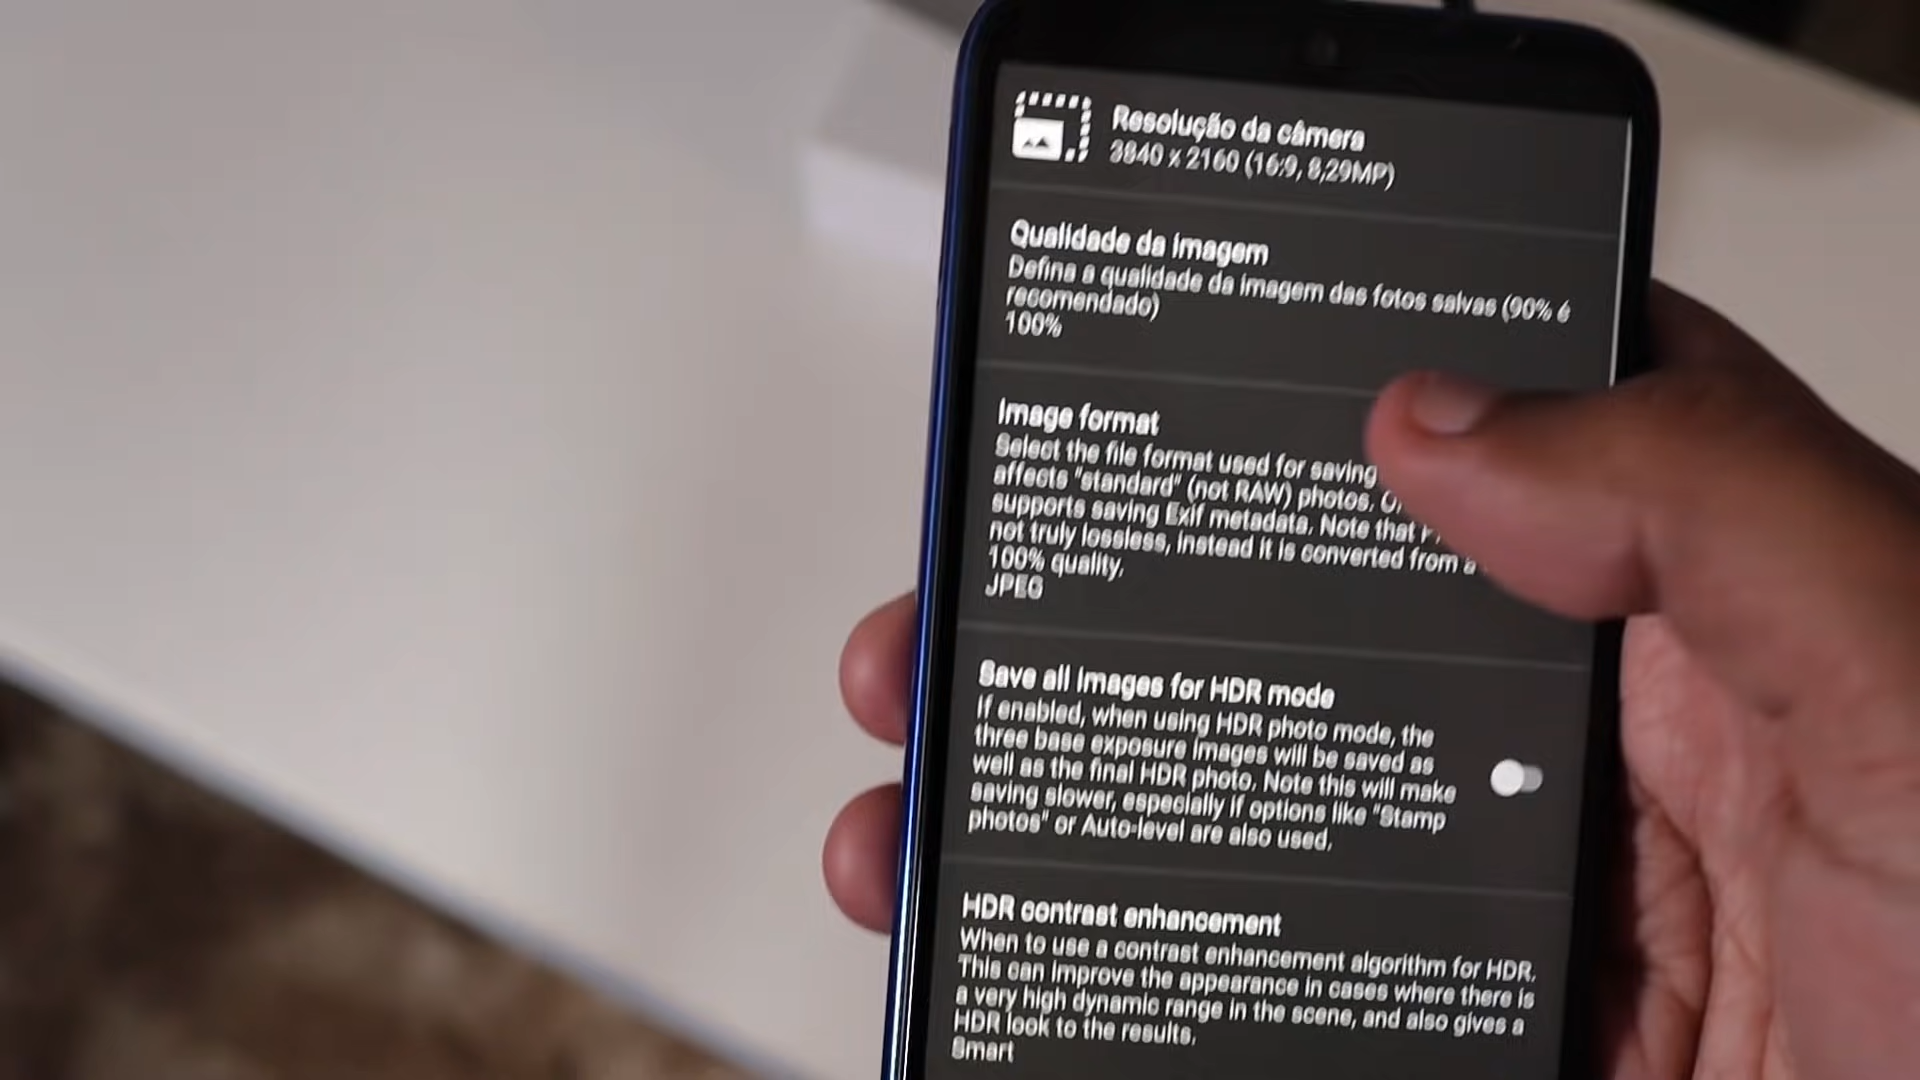 Resolução da câmera
3840 x 2160 (16:9, 8,29MP)
Qualidade da imagem
Defina a qualidade da imagem das fotos salvas (90% é
recomendado)
100%
Image format
Select the file format used for saving
affects "standard" (not RAW) photos.
supports saving Exif metadata. Note that
not truly lossless, instead it is converted from a
100% quality.
JPEG
Save all images for HDR mode
If enabled, when using HDR photo mode, the
three base exposure images will be saved as
well as the final HDR photo. Note this will make
saving slower, especially if options like "Stamp
photos" or Auto-level are also used.
HDR contrast enhancement
When to use a contrast enhancement algorithm for HDR.
This can improve the appearance in cases where there is
a very high dynamic range in the scene, and also gives a
HDR look to the results.
Smart